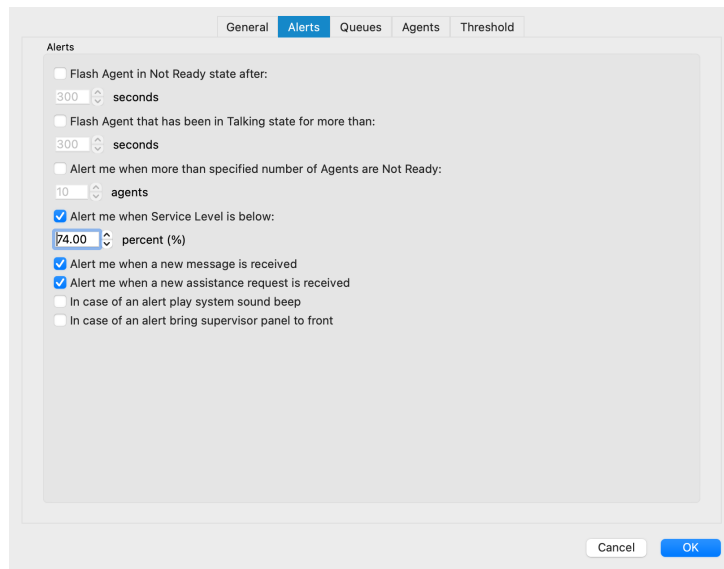 General Alerts Queues Agents Threshold
Alerts
Flash Agent in Not Ready state after:
300 seconds
Flash Agent that has been in Talking state for more than:
300 seconds
Alert me when more than specified number of Agents are Not Ready:
10 agents
Alert me when Service Level is below:
74.00 percent (%)
Alert me when a new message is received
Alert me when a new assistance request is received
In case of an alert play system sound beep
In case of an alert bring supervisor panel to front
Cancel OK